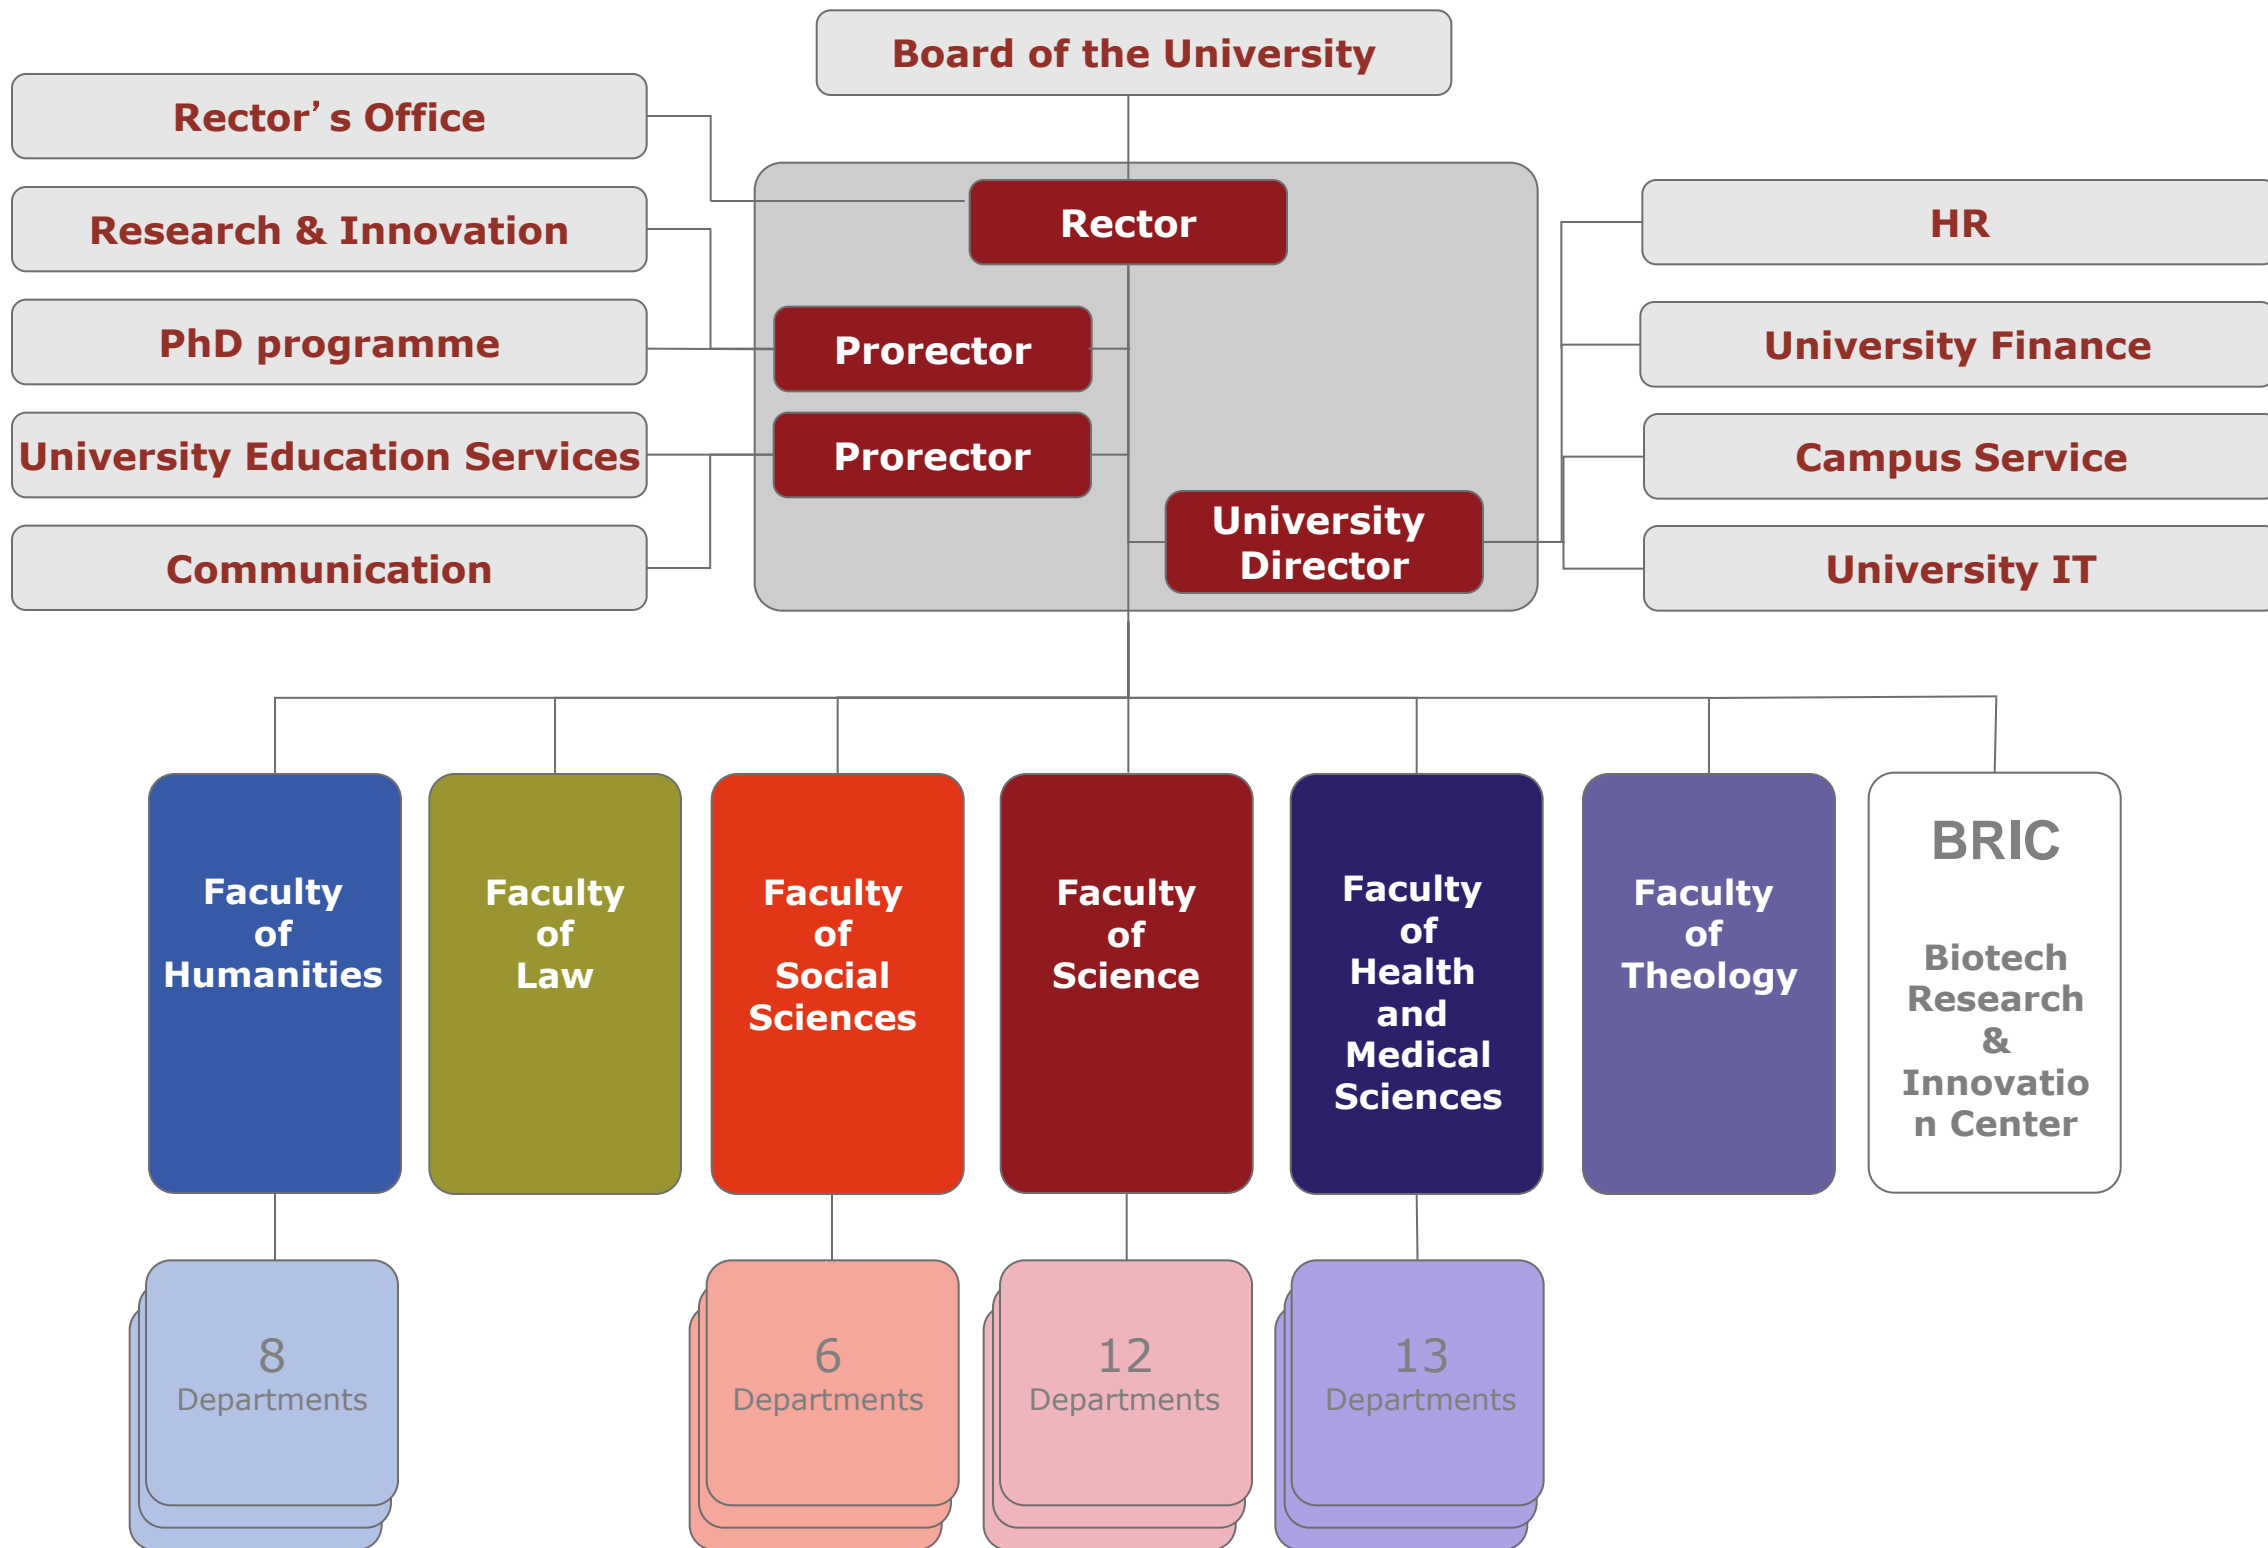 Board of the University
Rector’s Office
Research & Innovation
PhD programme
University Education Services
Communication
Rector
Prorector
Prorector
University
Director
HR
University Finance
Campus Service
University IT
Faculty
of
Humanities
Faculty
of
Law
Faculty
of
Social
Sciences
Faculty
of
Science
Faculty
of
Health
and
Medical
Sciences
Faculty
of
Theology
BRIC
Biotech
Research
&
Innovatio
n Center
8
Departments
6
Departments
12
Departments
13
Departments